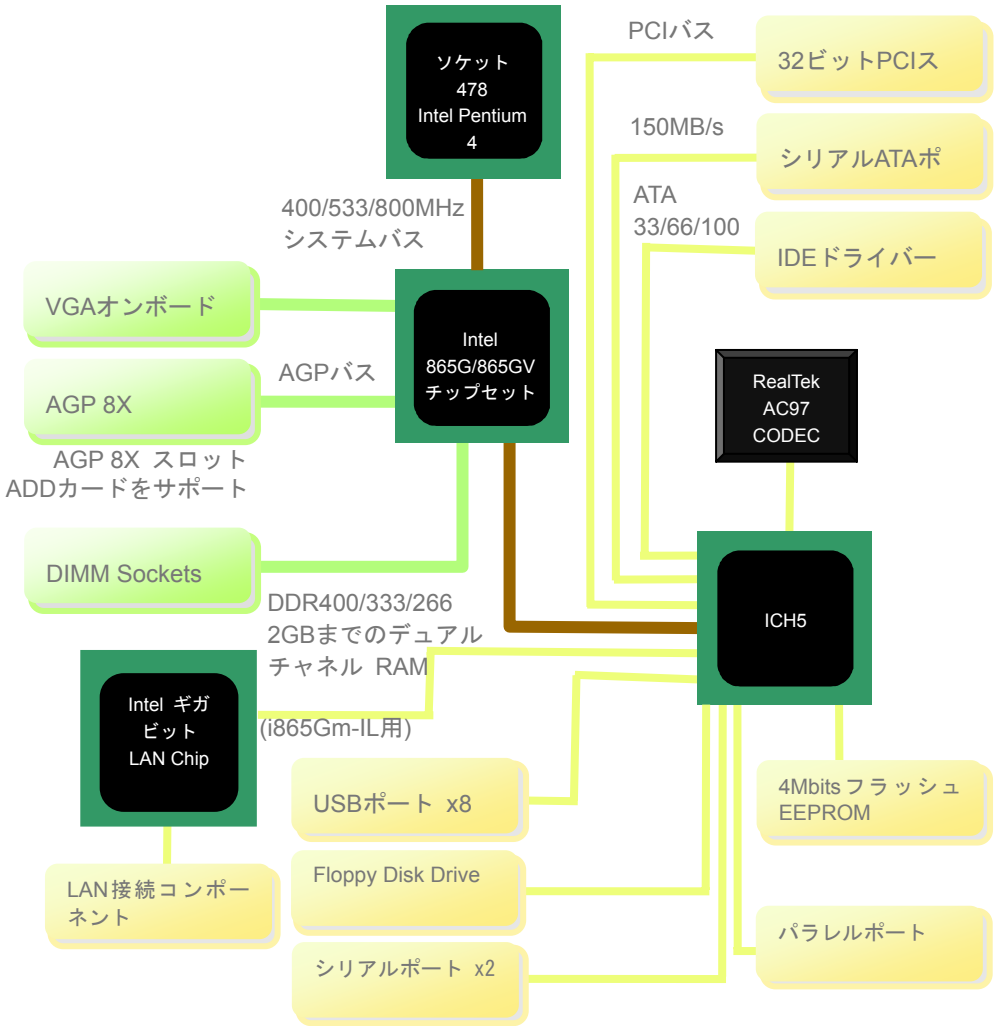 ソケット
478
Intel Pentium
4
PCIバス
32ビットPCIス
150MB/s
シリアルATAポ
ATA
33/66/100
IDEドライバー
400/533/800MHz
システムバス
VGAオンボード
Intel
865G/865GV
チップセット
AGPバス
AGP 8X
AGP 8X スロット
ADDカードをサポート
RealTek
AC97
CODEC
DIMM Sockets
DDR400/333/266
2GBまでのデュアル
チャネル RAM
ICH5
Intel ギガ
ビット
LAN Chip
(i865Gm-IL用)
USBポート x8
4Mbitsフラッシュ
EEPROM
LAN接続コンポー
ネント
Floppy Disk Drive
パラレルポート
シリアルポート x2